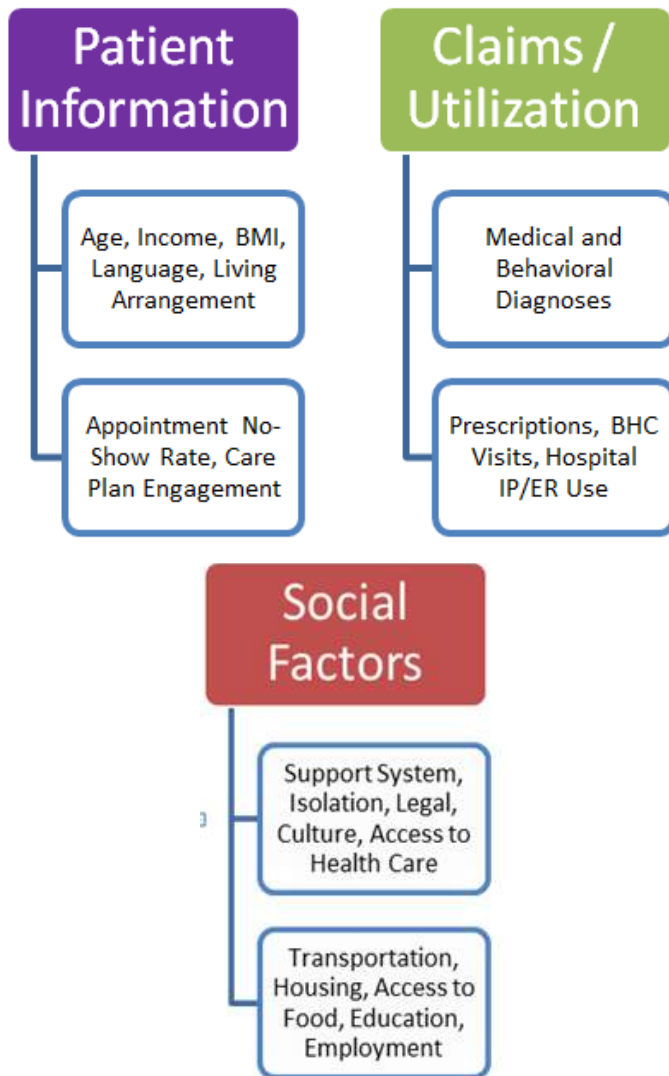 Patient
Information
Age, Income, BMI,
Language, Living
Arrangement
Appointment No-
Show Rate, Care
Plan Engagement
Claims /
Utilization
Medical and
Behavioral
Diagnoses
Prescriptions, BHC
Visits, Hospital
IP/ER Use
Social
Factors
Support System,
Isolation, Legal,
Culture, Access to
Health Care
Transportation,
Housing, Access to
Food, Education,
Employment